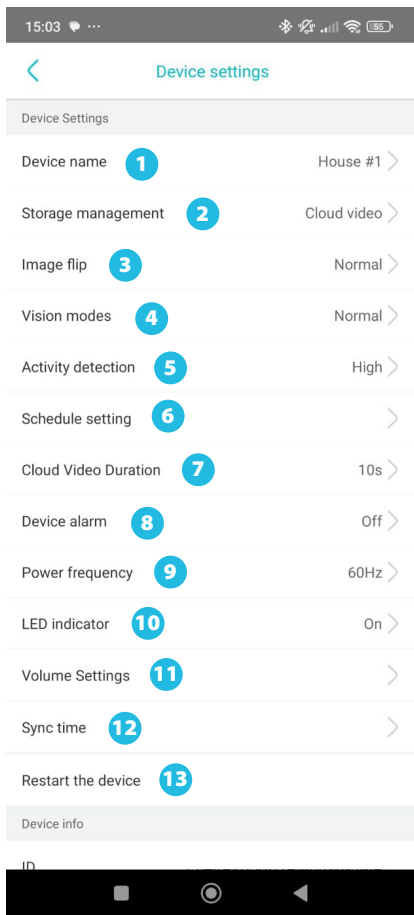 15:03 ... 55
Device settings
Device Settings
Device name 1 House #1
Storage management 2 Cloud video
Image flip 3 Normal
Vision modes 4 Normal
Activity detection 5 High
Schedule setting 6
Cloud Video Duration 7 10s
Device alarm 8 Off
Power frequency 9 60Hz
LED indicator 10 On
Volume Settings 11
Sync time 12
Restart the device 13
Device info
ID